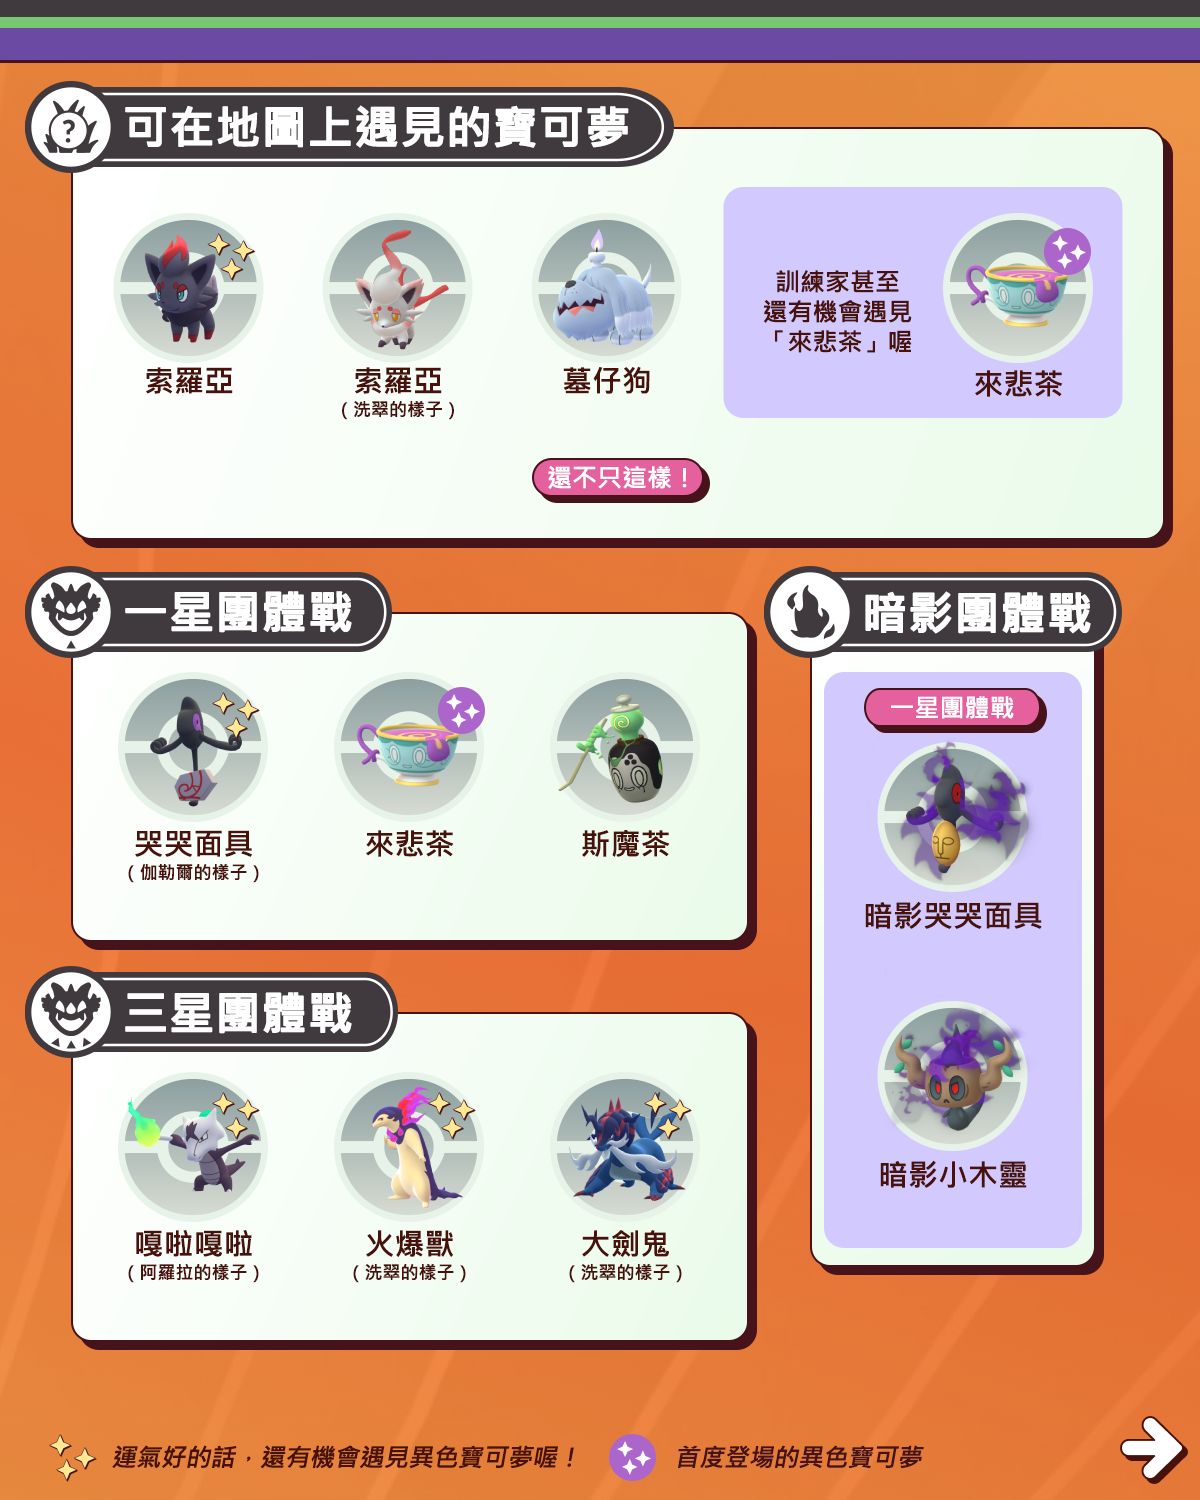 可在地圖上遇見的寶可夢
索羅亞
索羅亞
(洗翠的樣子)
墓仔狗
訓練家甚至
還有機會遇見
「來悲茶」喔
來悲茶
還不只這樣！
一星團體戰
哭哭面具
(伽勒爾的樣子)
來悲茶
斯魔茶
暗影團體戰
一星團體戰
暗影哭哭面具
暗影小木靈
三星團體戰
嘎啦嘎啦
(阿羅拉的樣子)
火爆獸
(洗翠的樣子)
大劍鬼
(洗翠的樣子)
運氣好的話，還有機會遇見異色寶可夢喔！
首度登場的異色寶可夢